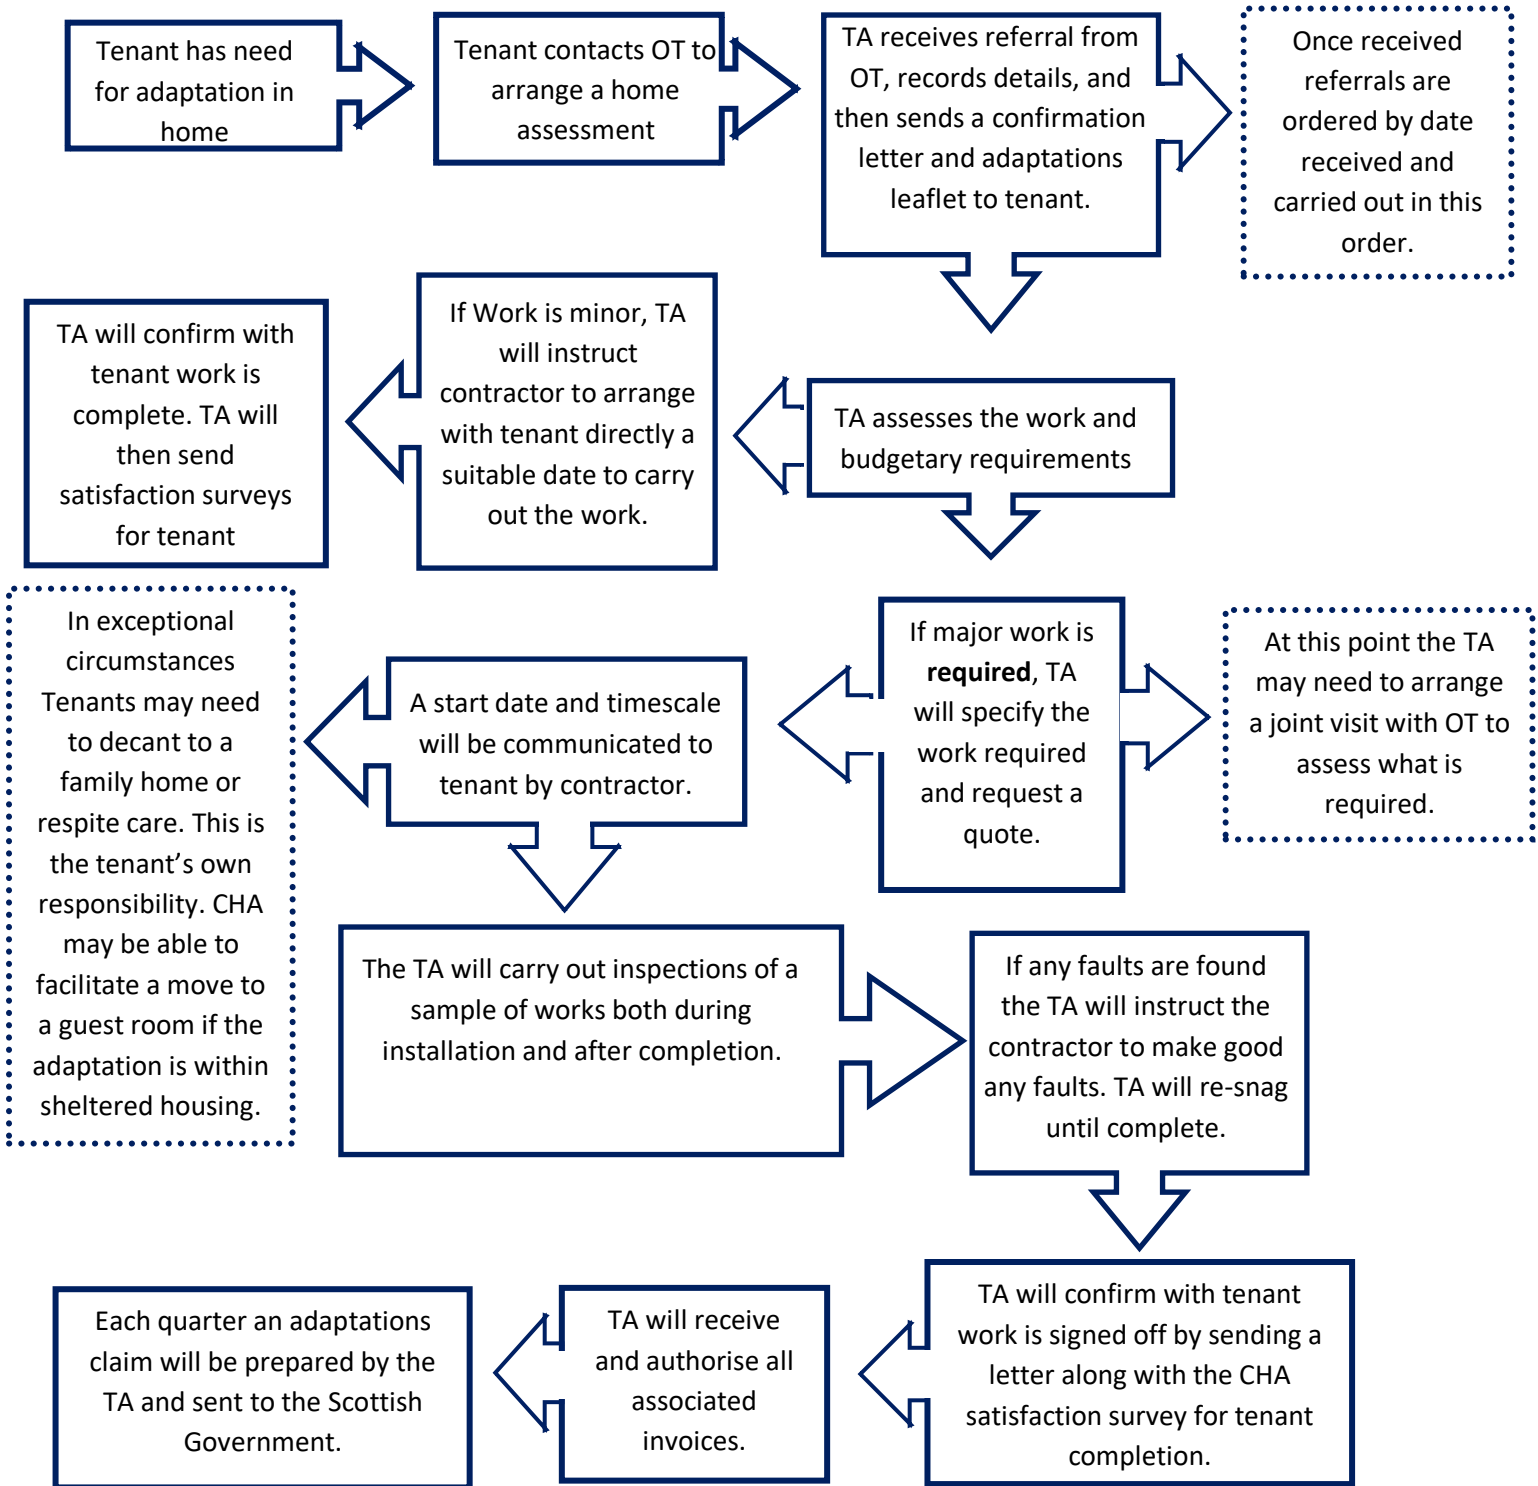 Tenant has need
for adaptation in
home
Tenant contacts OT to
arrange a home
assessment
TA receives referral from
OT, records details, and
then sends a confirmation
letter and adaptations
leaflet to tenant.
Once received
referrals are
ordered by date
received and
carried out in this
order.
TA assesses the work and
budgetary requirements
If Work is minor, TA
will instruct
contractor to arrange
with tenant directly a
suitable date to carry
out the work.
TA will confirm with
tenant work is
complete. TA will
then send
satisfaction surveys
for tenant
If major work is
required, TA
will specify the
work required
and request a
quote.
At this point the TA
may need to arrange
a joint visit with OT to
assess what is
required.
A start date and timescale
will be communicated to
tenant by contractor.
In exceptional
circumstances
Tenants may need
to decant to a
family home or
respite care. This is
the tenant’s own
responsibility. CHA
may be able to
facilitate a move to
a guest room if the
adaptation is within
sheltered housing.
The TA will carry out inspections of a
sample of works both during
installation and after completion.
If any faults are found
the TA will instruct the
contractor to make good
any faults. TA will re-snag
until complete.
TA will confirm with tenant
work is signed off by sending a
letter along with the CHA
satisfaction survey for tenant
completion.
TA will receive
and authorise all
associated
invoices.
Each quarter an adaptations
claim will be prepared by the
TA and sent to the Scottish
Government.